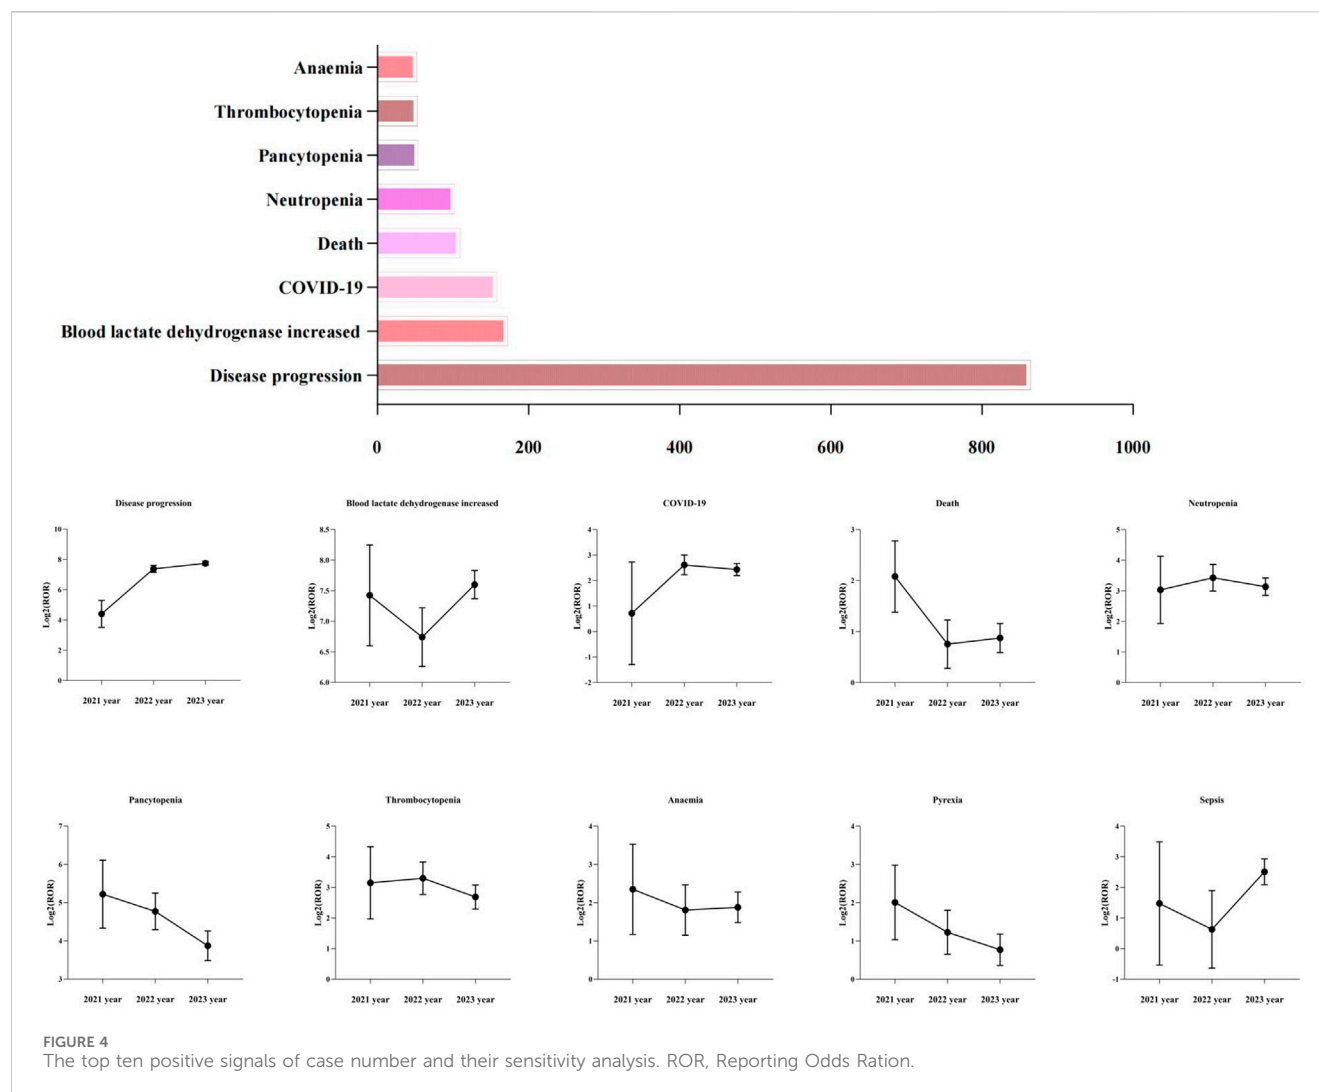 Anaemia
Thrombocytopenia
Pancytopenia
Neutropenia
Death
COVID-19
Blood lactate dehydrogenase increased
Disease progression
0 200 400 600 800 1000
Disease progression
Log2(ROR)
10
8
6
4
2
0
2021 year 2022 year 2023 year
Blood lactate dehydrogenase increased
Log2(ROR)
8.5
8.0
7.5
7.0
6.5
6.0
2021 year 2022 year 2023 year
COVID-19
Log2(ROR)
4
3
2
1
0
-1
-2
2021 year 2022 year 2023 year
Death
Log2(ROR)
3
2
1
0
2021 year 2022 year 2023 year
Neutropenia
Log2(ROR)
5
4
3
2
1
0
2021 year 2022 year 2023 year
Pancytopenia
Log2(ROR)
7
6
5
4
3
2021 year 2022 year 2023 year
Thrombocytopenia
Log2(ROR)
5
4
3
2
1
0
2021 year 2022 year 2023 year
Anaemia
Log2(ROR)
4
3
2
1
0
2021 year 2022 year 2023 year
Pyrexia
Log2(ROR)
4
3
2
1
0
2021 year 2022 year 2023 year
Sepsis
Log2(ROR)
4
3
2
1
0
-1
2021 year 2022 year 2023 year
FIGURE 4
The top ten positive signals of case number and their sensitivity analysis. ROR, Reporting Odds Ration.